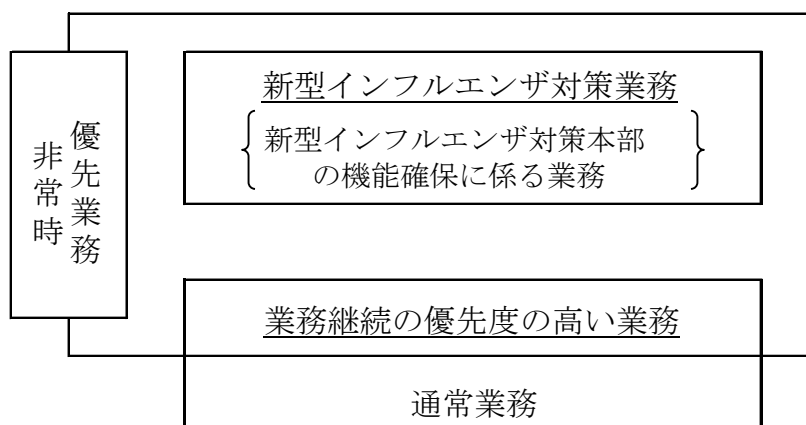 優先業務
非常時
新型インフルエンザ対策業務
新型インフルエンザ対策本部
の機能確保に係る業務
業務継続の優先度の高い業務
通常業務